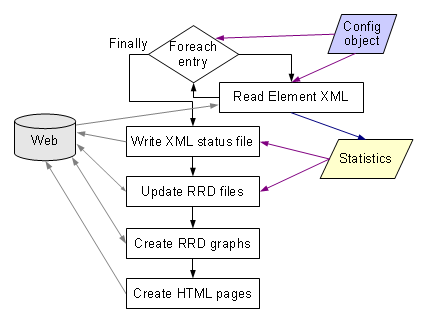 Config
object
Finally
Foreach
entry
Read Element XML
Web
Write XML status file
Statistics
Update RRD files
Create RRD graphs
Create HTML pages